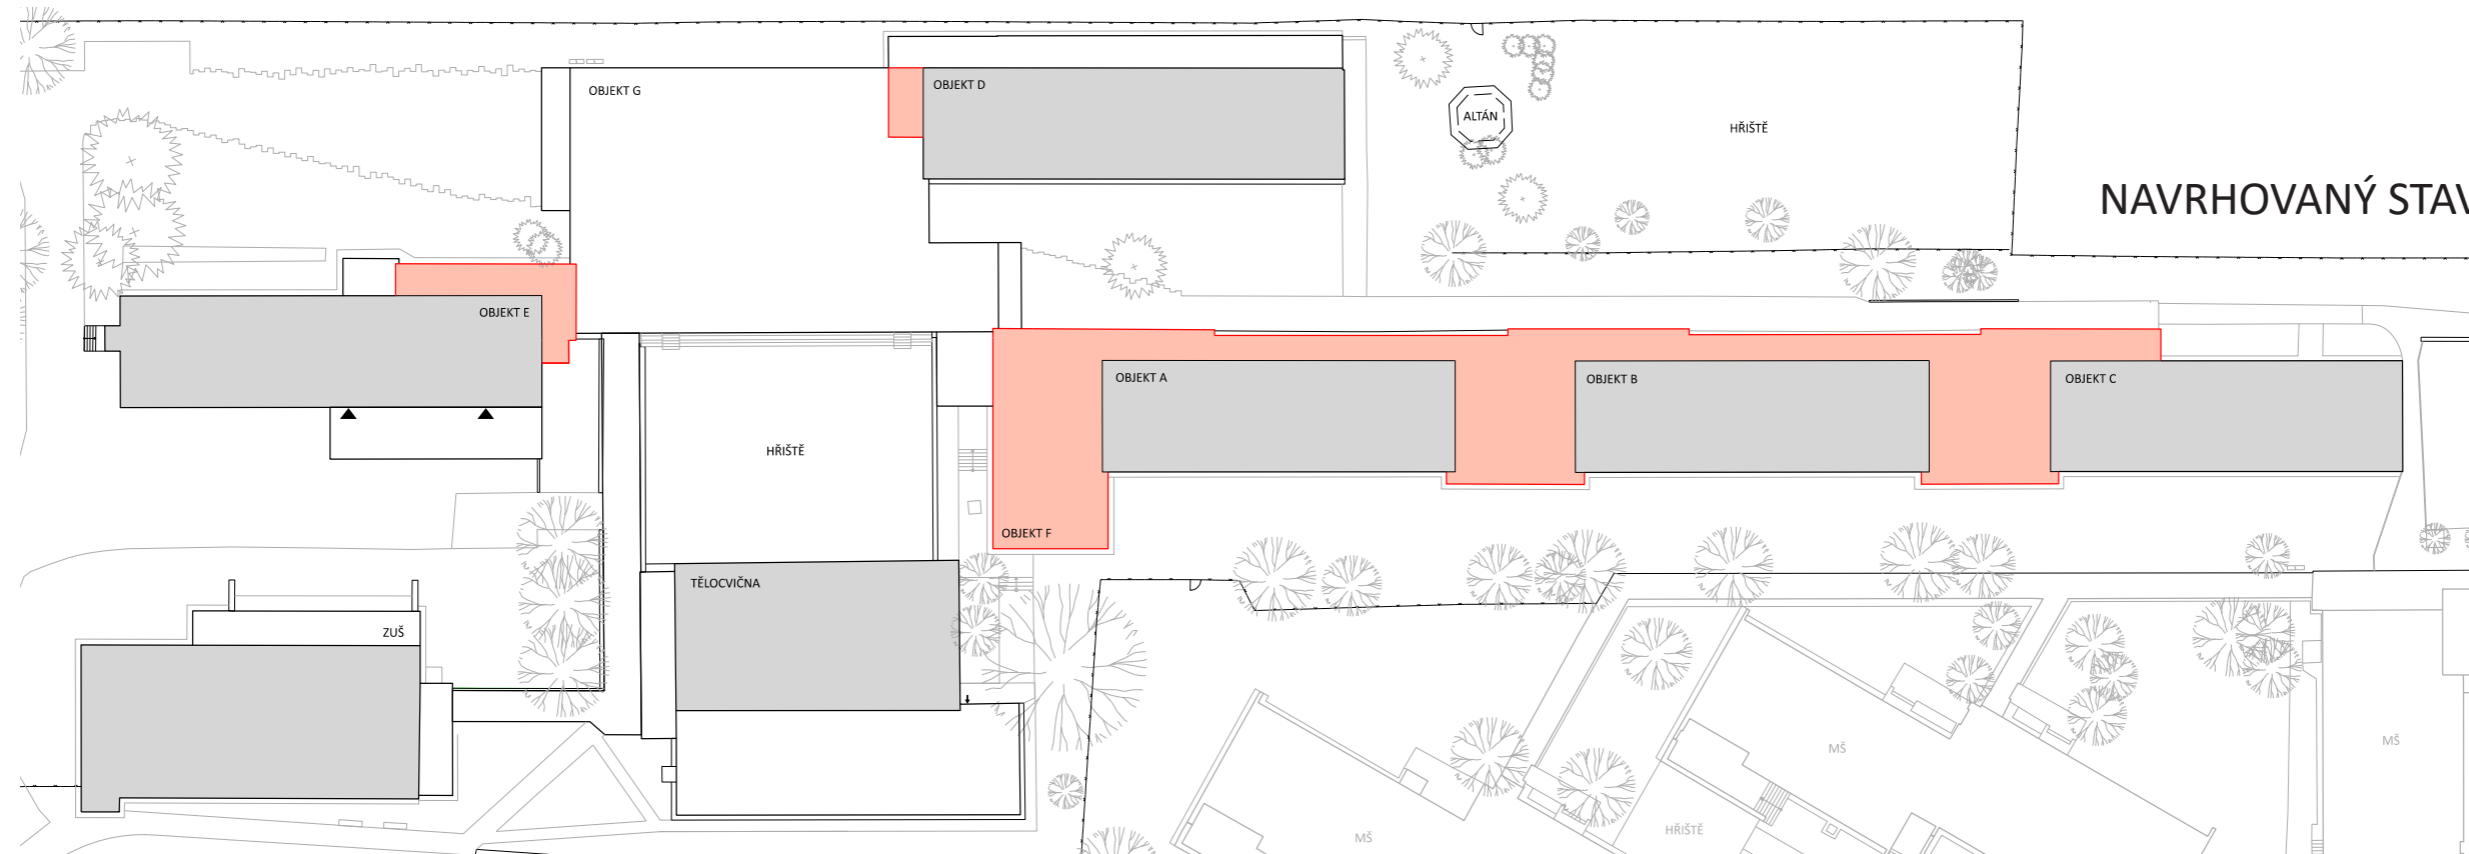 OBJEKT G
OBJEKT D
ALTÁN
HŘIŠTĚ
NAVRHOVANÝ STAV
OBJEKT E
OBJEKT A
OBJEKT B
OBJEKT C
HŘIŠTĚ
OBJEKT F
TĚLOCVIČNA
ZUŠ
MŠ
MŠ
HŘIŠTĚ
MŠ